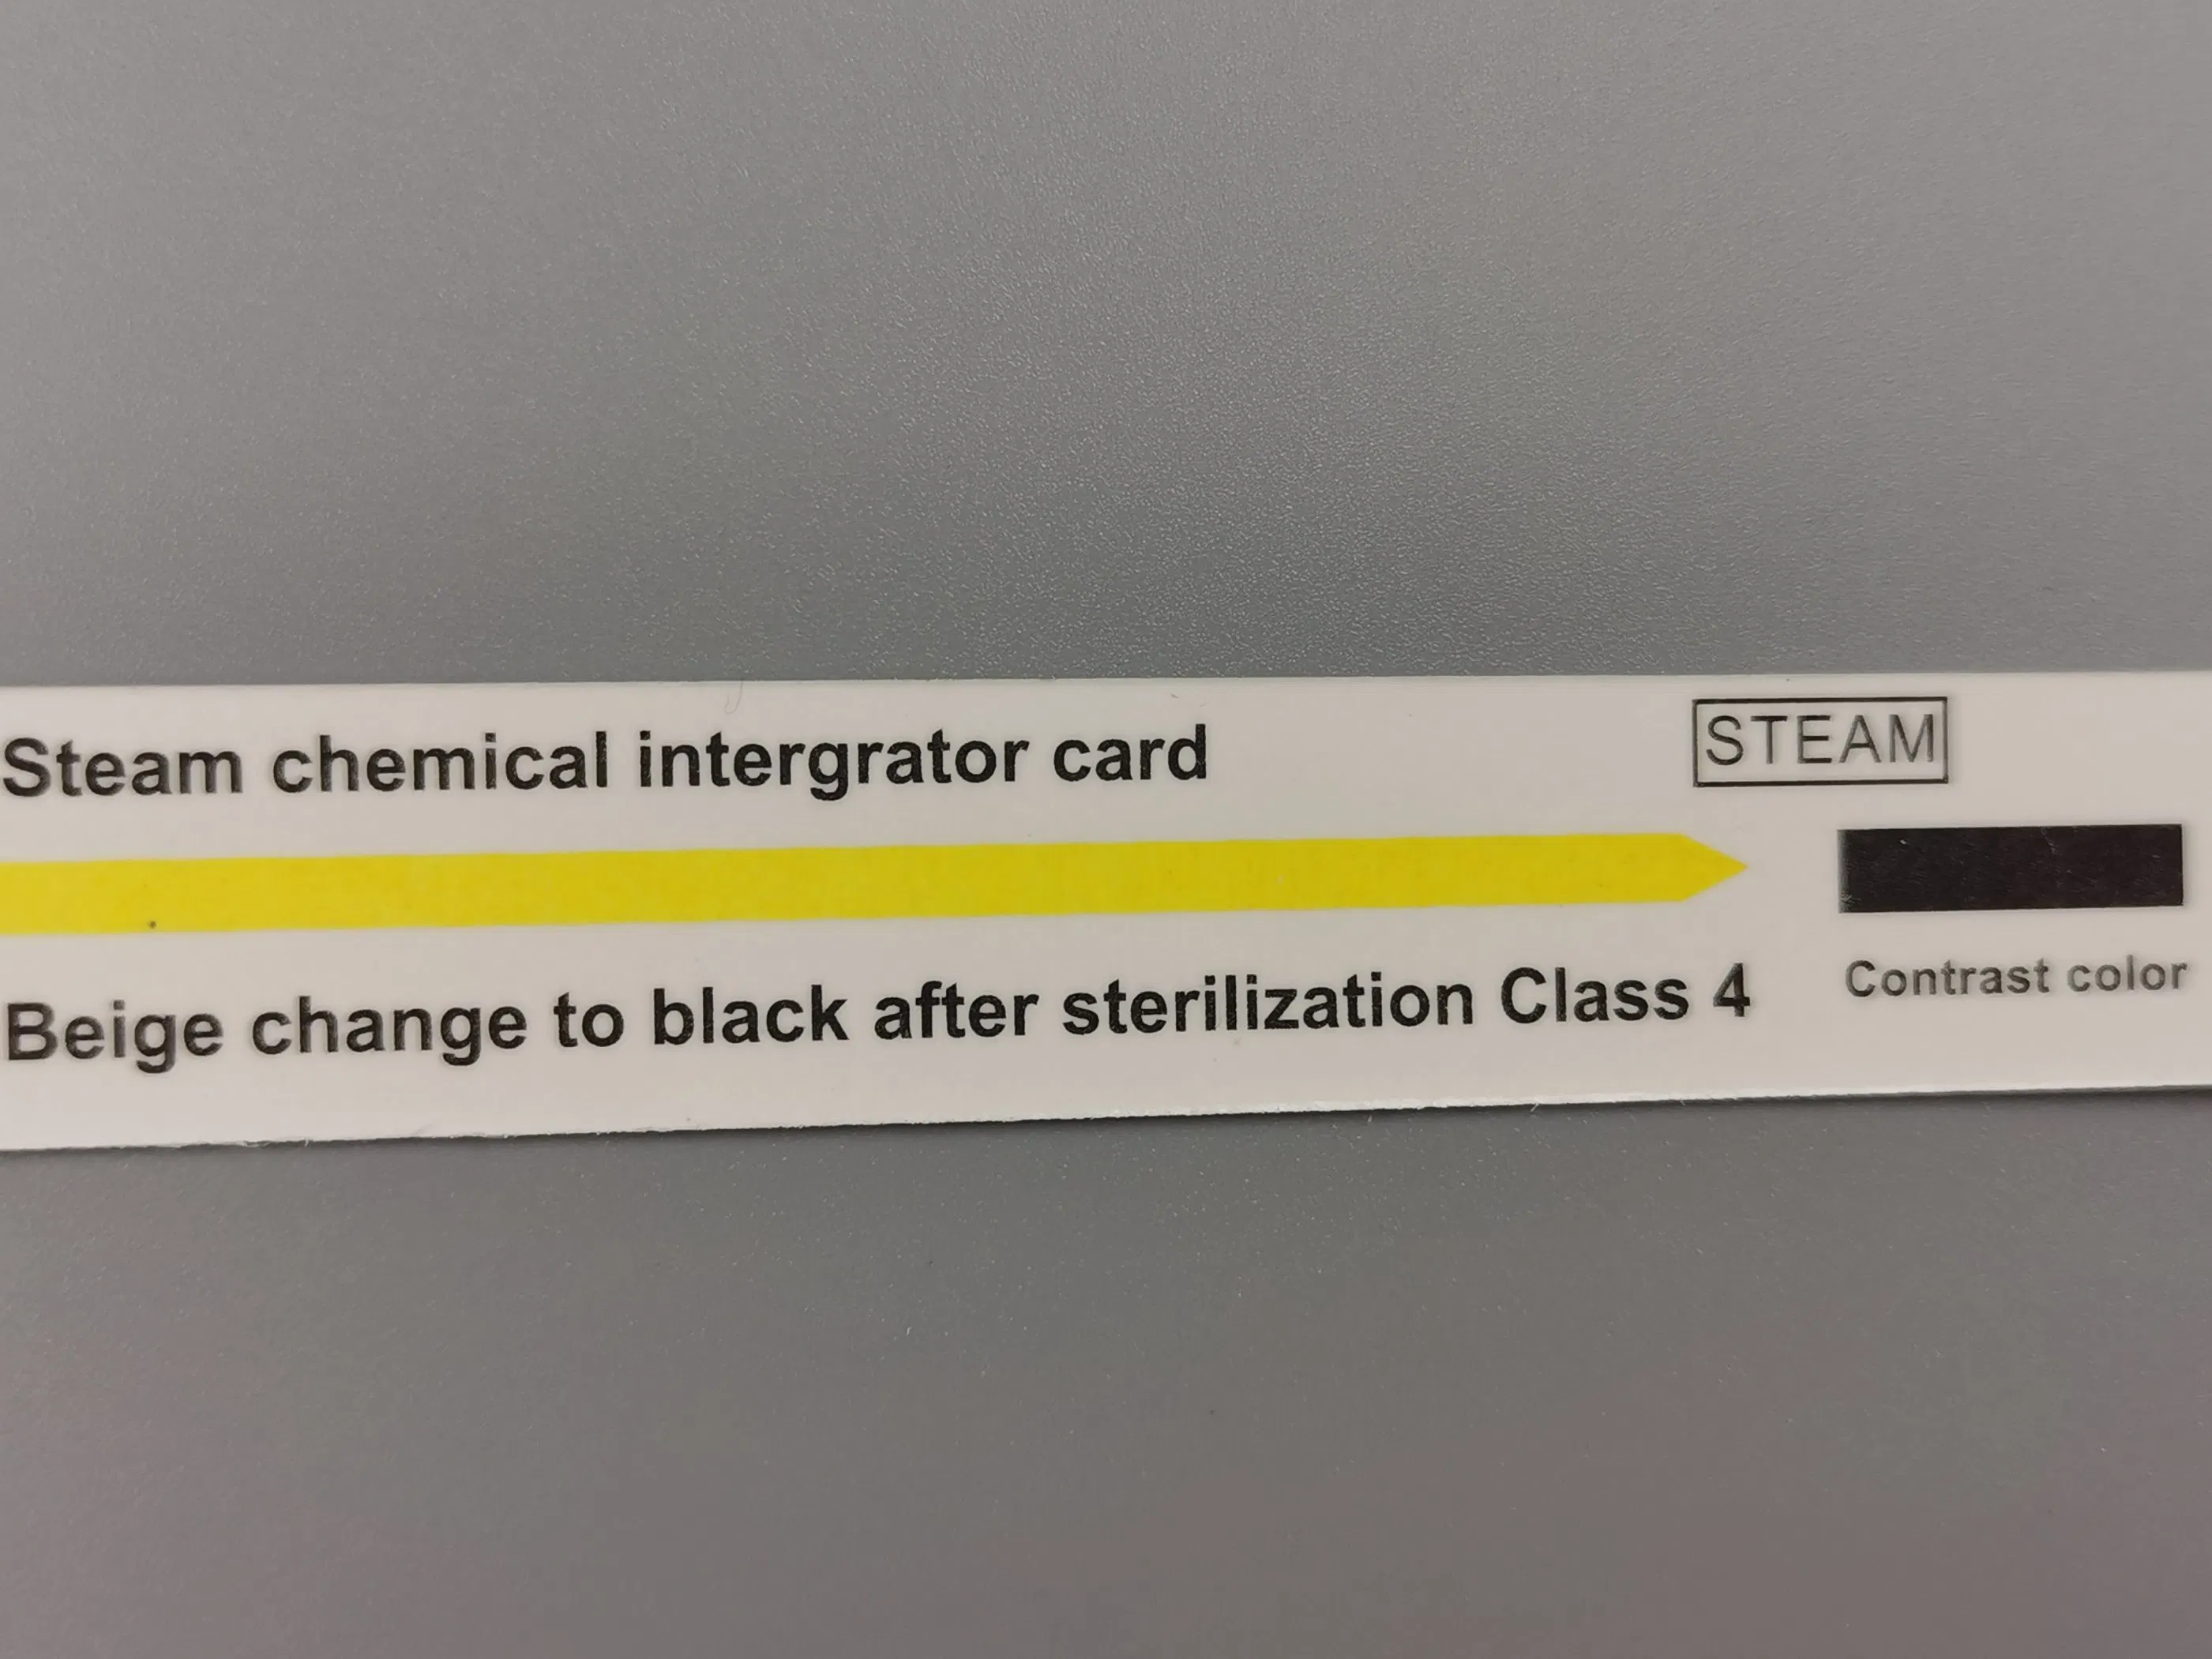 Steam chemical intergrator card
STEAM
Beige change to black after sterilization Class 4
Contrast color